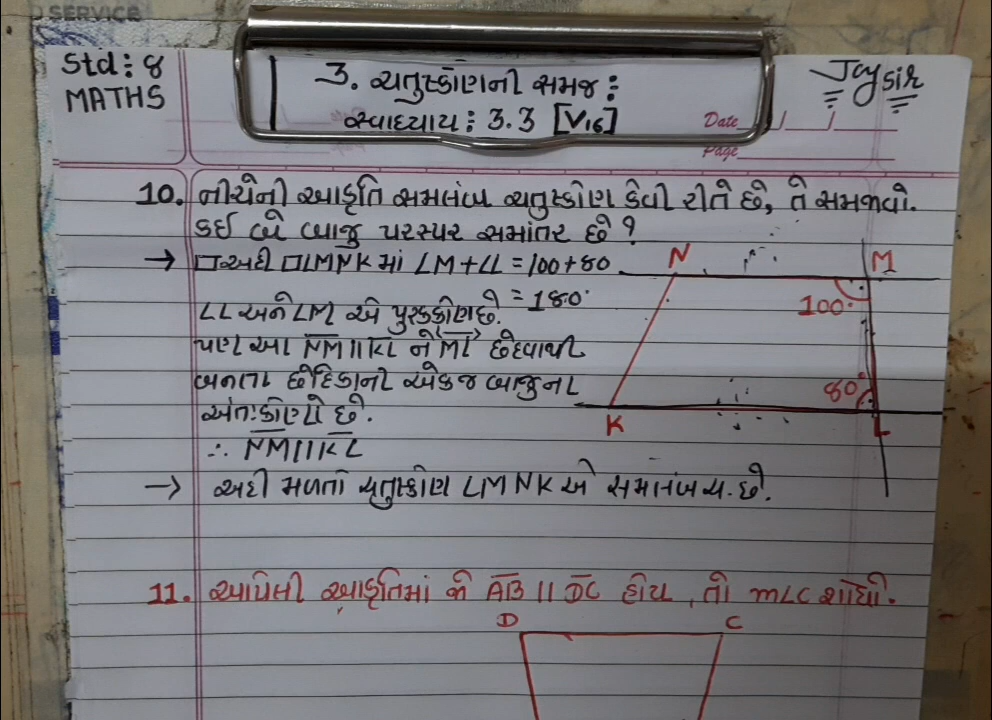 SERVICE
Std: 8
MATHS
3. ચતુષ્કોણની સમજ :
સ્વાધ્યાય : 3.3 [V16]
Jay sir
Date
Page
10. નીચેની આકૃતિ સમલંબ ચતુષ્કોણ કેવી રીતે છે, તે સમજાવો.
કઈ બે બાજુ પરસ્પર સમાંતર છે ?
→ □અહી □LMNK માં ∠M + ∠L = 100 + 80
= 180°
∠L અને ∠M એ પુરકકોણ છે.
પણ આ NM || KL ને ML છેદવાથી
બનતા છેદિકાની એકજ બાજુના
અંતઃકોણો છે.
∴ NM || KL
→ અહી મળતો ચતુષ્કોણ LMNK એ સમલંબ ચ. છે.
N
M
100°
80°
K
L
11. આપેલી આકૃતિમાં જો AB || DC હોય, તો m∠C શોધો.
D
C